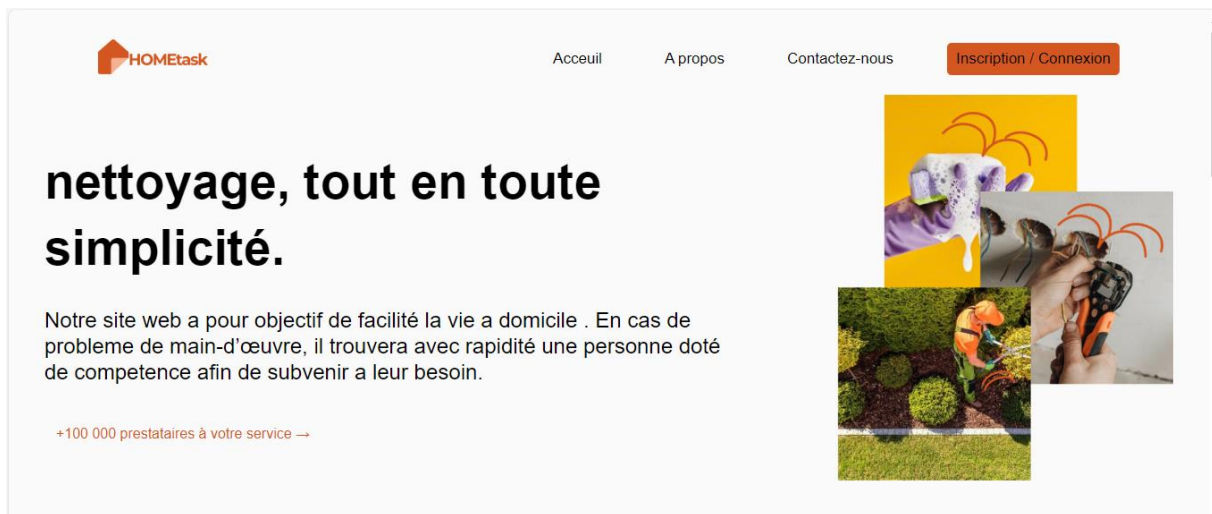 HOMEtask
Acceuil
A propos
Contactez-nous
Inscription / Connexion
nettoyage, tout en toute
simplicité.
Notre site web a pour objectif de facilité la vie a domicile . En cas de
probleme de main-d’œuvre, il trouvera avec rapidité une personne doté
de competence afin de subvenir a leur besoin.
+100 000 prestataires à votre service →